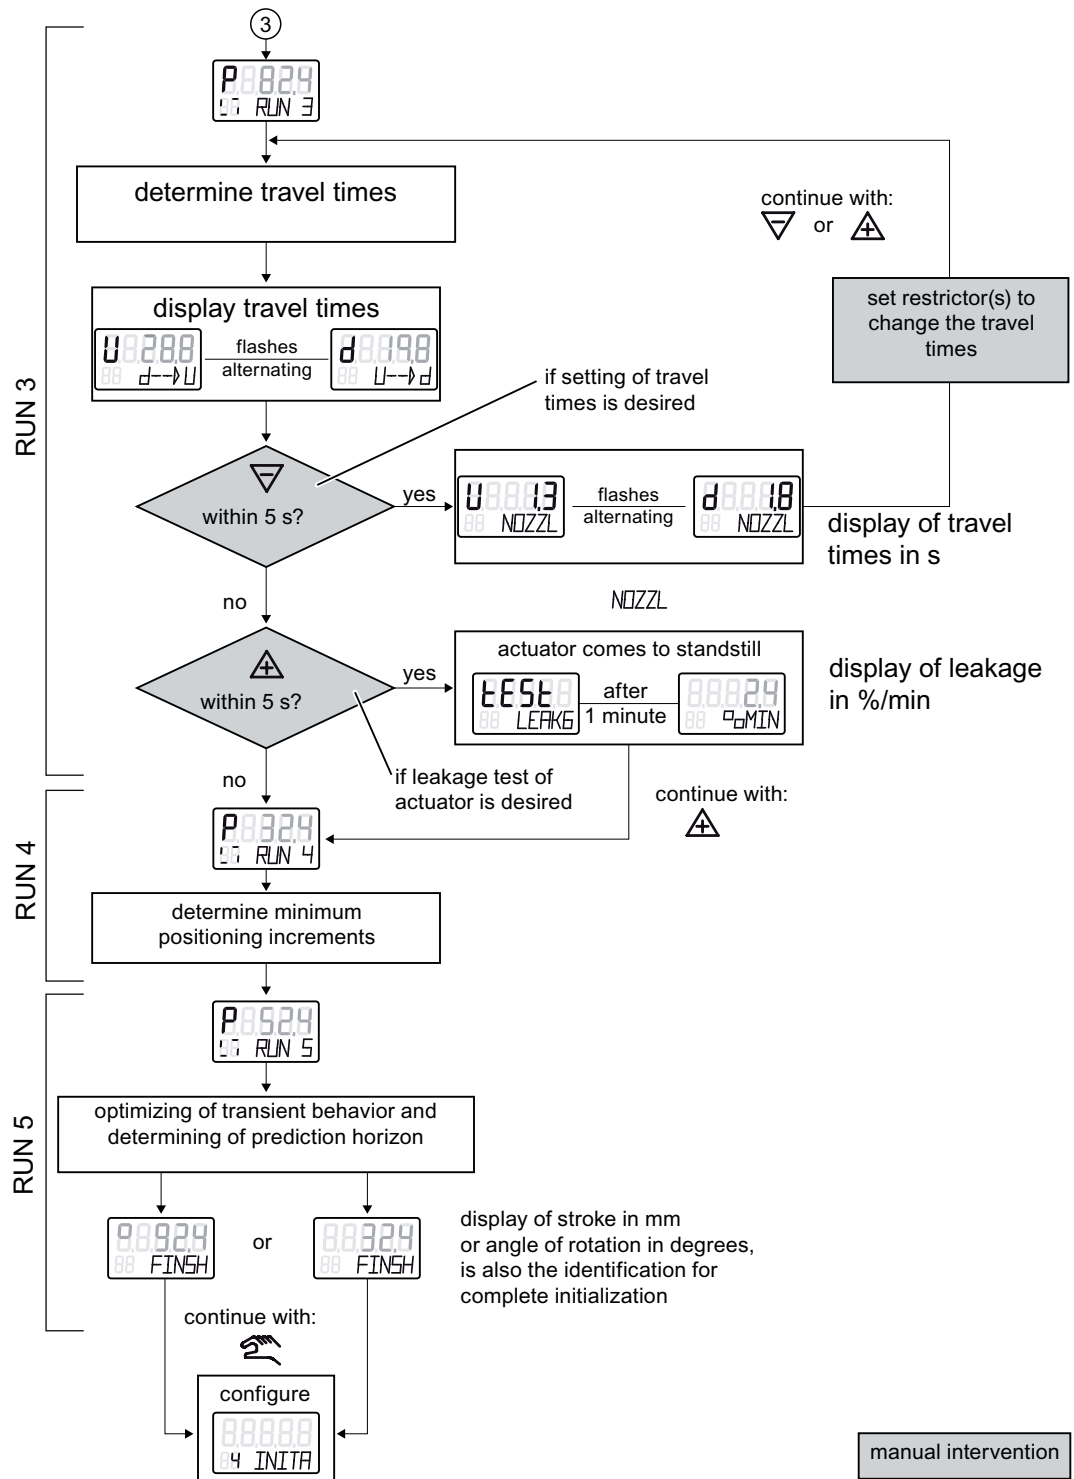 3
P 82.4
RUN 3
determine travel times
continue with:
or
display travel times
U 28.8
d-->U
flashes
alternating
d 19.8
U-->d
set restrictor(s) to
change the travel
times
RUN 3
if setting of travel
times is desired
within 5 s?
yes
U 1.3
NOZZL
flashes
alternating
d 1.8
NOZZL
display of travel
times in s
no
NOZZL
within 5 s?
yes
actuator comes to standstill
tESt
LEAKG
after
1 minute
2.4
%MIN
display of leakage
in %/min
no
if leakage test of
actuator is desired
continue with:
RUN 4
P 32.4
RUN 4
determine minimum
positioning increments
RUN 5
P 52.4
RUN 5
optimizing of transient behavior and
determining of prediction horizon
° 92.4
FINSH
or
32.4
FINSH
display of stroke in mm
or angle of rotation in degrees,
is also the identification for
complete initialization
continue with:
configure
4 INITA
manual intervention